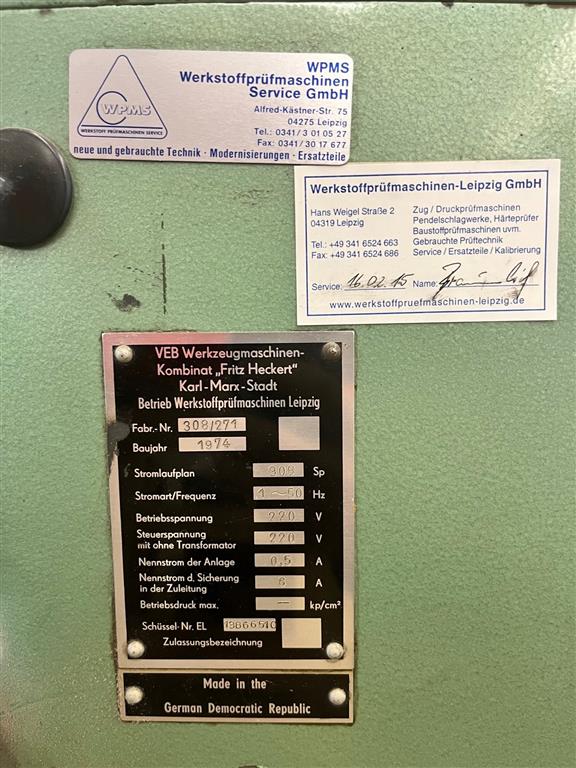 WPMS
Werkstoffprüfmaschinen
Service GmbH
Alfred-Kästner-Str. 75
04275 Leipzig
Tel.: 0341/3 01 05 27
Fax: 0341/30 17 677
WPMS
WERKSTOFF PRÜFMASCHINEN SERVICE
neue und gebrauchte Technik · Modernisierungen · Ersatzteile
Werkstoffprüfmaschinen-Leipzig GmbH
Hans Weigel Straße 2
04319 Leipzig
Tel.: +49 341 6524 663
Fax: +49 341 6524 686
Zug / Druckprüfmaschinen
Pendelschlagwerke, Härteprüfer
Baustoffprüfmaschinen uvm.
Gebrauchte Prüftechnik
Service / Ersatzteile / Kalibrierung
Service: 16.02.15 Name:
www.werkstoffpruefmaschinen-leipzig.de
VEB Werkzeugmaschinen-
Kombinat „Fritz Heckert"
Karl-Marx-Stadt
Betrieb Werkstoffprüfmaschinen Leipzig
Fabr.-Nr. 308/271
Baujahr 1974
Stromlaufplan 308 Sp
Stromart/Frequenz 1~50 Hz
Betriebsspannung 220 V
Steuerspannung
mit ohne Transformator 220 V
Nennstrom der Anlage 0,5 A
Nennstrom d. Sicherung
in der Zuleitung 6 A
Betriebsdruck max. — kp/cm²
Schüssel-Nr. EL 13866510
Zulassungsbezeichnung
Made in the
German Democratic Republic